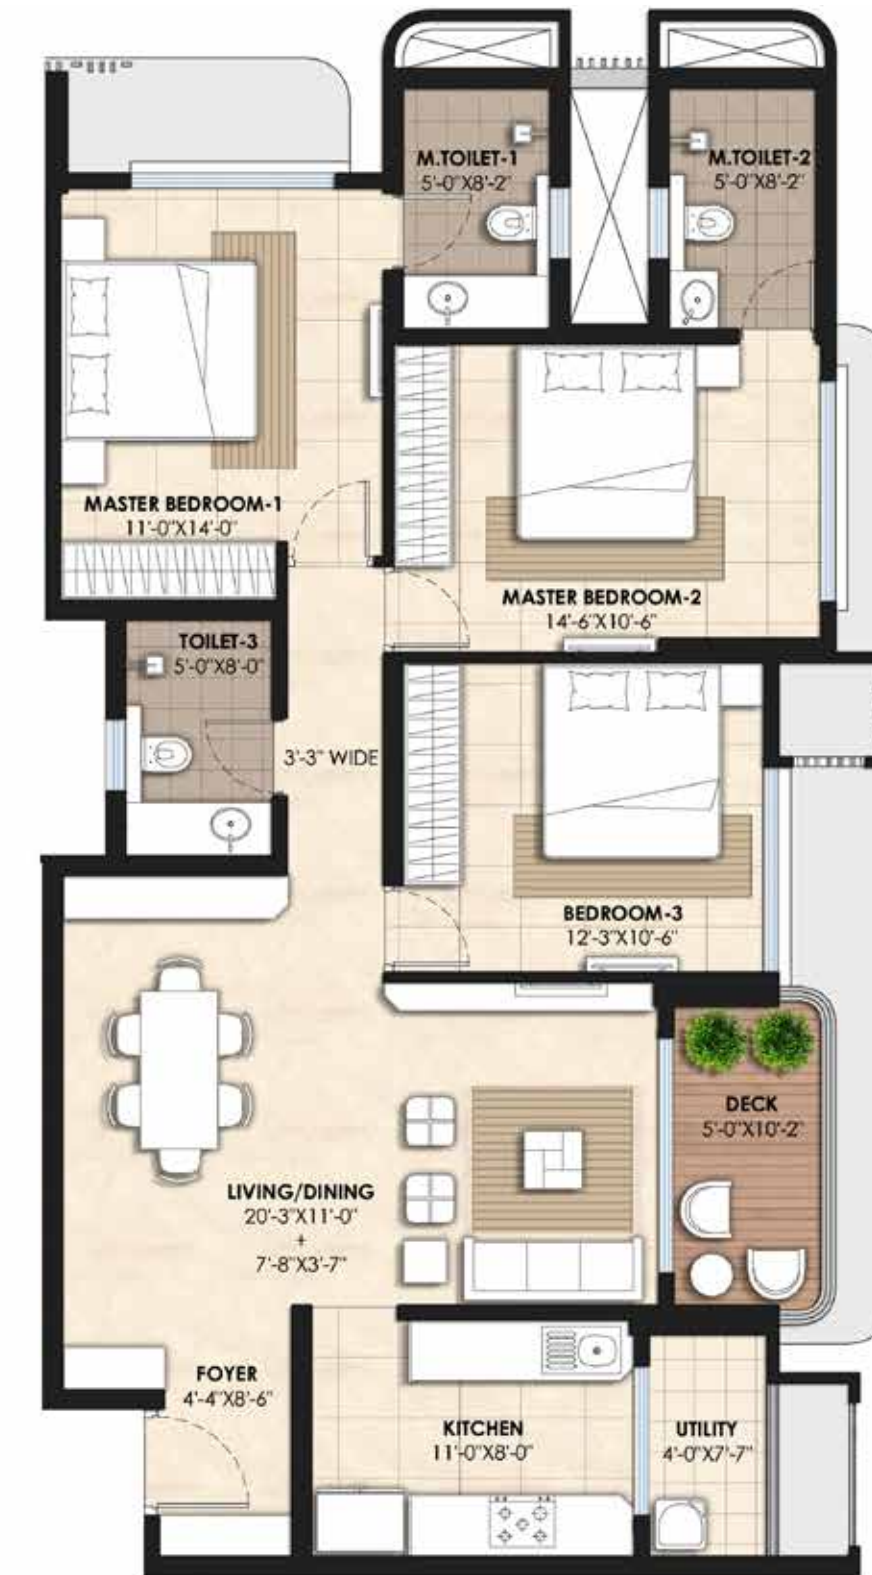 M.TOILET-1
5'-0"X8'-2"
M.TOILET-2
5'-0"X8'-2"
MASTER BEDROOM-1
11'-0"X14'-0"
MASTER BEDROOM-2
14'-6"X10'-6"
TOILET-3
5'-0"X8'-0"
3'-3" WIDE
BEDROOM-3
12'-3"X10'-6"
DECK
5'-0"X10'-2"
LIVING/DINING
20'-3"X11'-0"
+
7'-8"X3'-7"
FOYER
4'-4"X8'-6"
KITCHEN
11'-0"X8'-0"
UTILITY
4'-0"X7'-7"